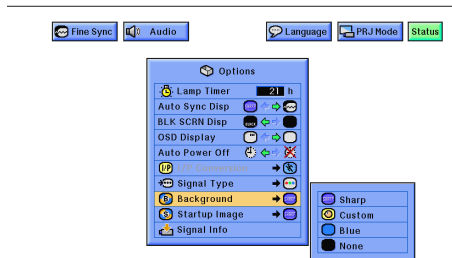 Fine Sync Audio Language PRJ Mode Status
Options
Lamp Timer 21 h
Auto Sync Disp
BLK SCRN Disp
OSD Display
Auto Power Off
Signal Type
Background
Startup Image
Signal Info
Sharp
Custom
Blue
None